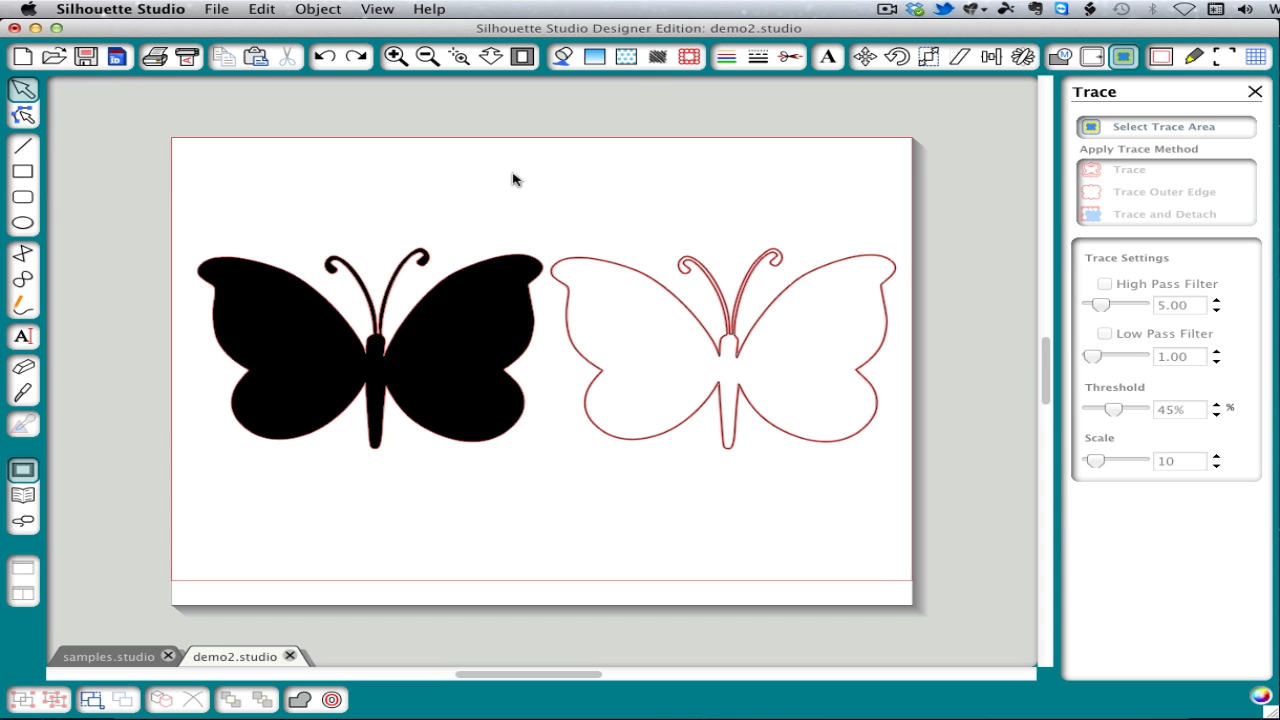 Silhouette Studio File Edit Object View Help W
Silhouette Studio Designer Edition: demo2.studio
Trace
Select Trace Area
Apply Trace Method
Trace
Trace Outer Edge
Trace and Detach
Trace Settings
High Pass Filter
5.00
Low Pass Filter
1.00
Threshold
45% %
Scale
10
samples.studio demo2.studio